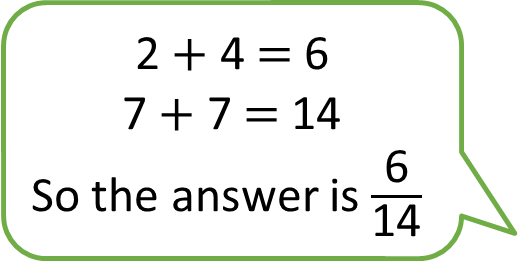 2 + 4 = 6
7 + 7 = 14
So the answer is 6/14